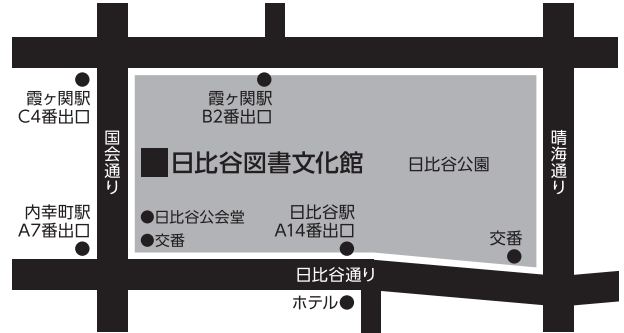 霞ヶ関駅
C4番出口
霞ヶ関駅
B2番出口
国会通り
晴海通り
日比谷図書文化館
日比谷公園
内幸町駅
A7番出口
日比谷公会堂
交番
日比谷駅
A14番出口
交番
日比谷通り
ホテル